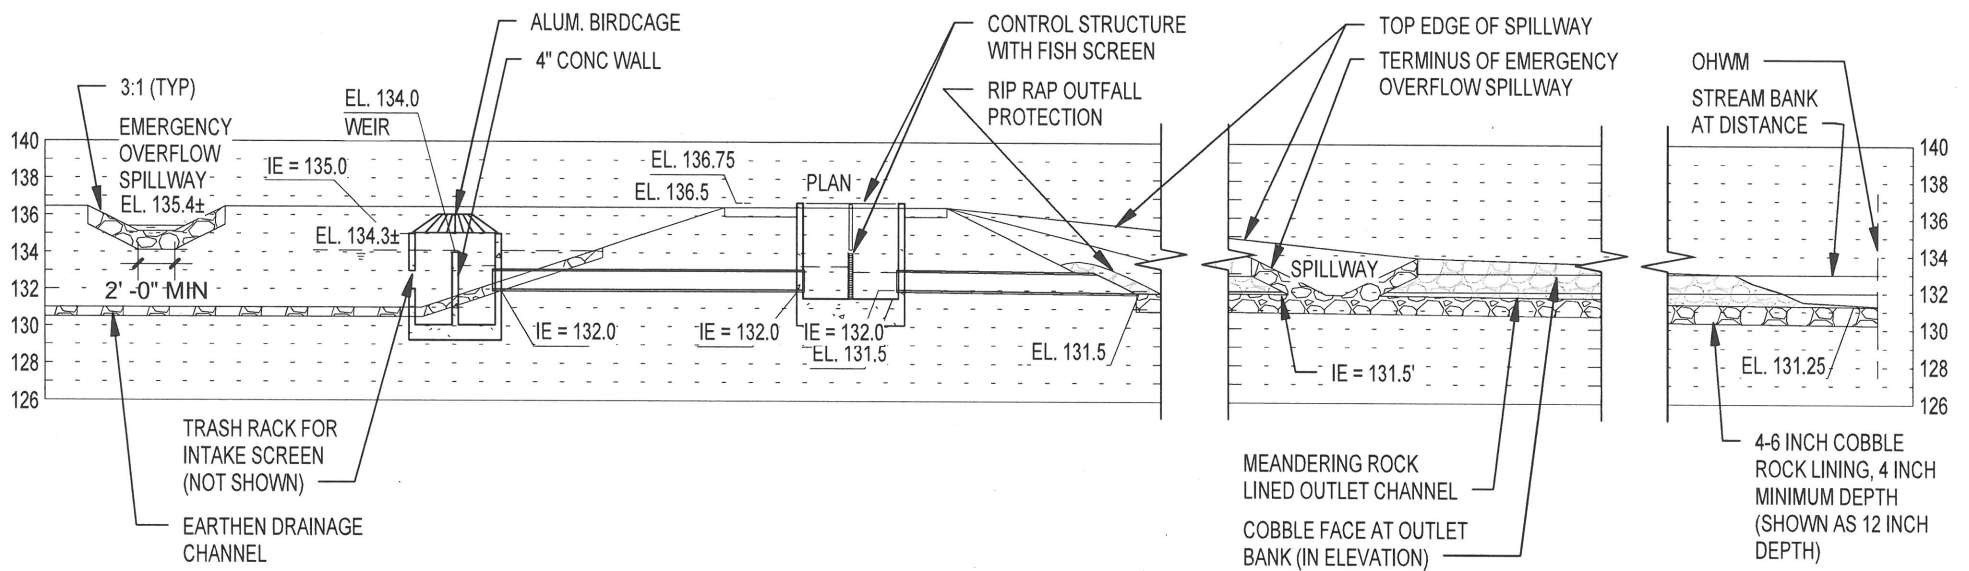 ALUM. BIRDCAGE
4" CONC WALL
CONTROL STRUCTURE
WITH FISH SCREEN
RIP RAP OUTFALL
PROTECTION
TOP EDGE OF SPILLWAY
TERMINUS OF EMERGENCY
OVERFLOW SPILLWAY
OHWM
STREAM BANK
AT DISTANCE
3:1 (TYP)
EMERGENCY
OVERFLOW
SPILLWAY
EL. 135.4±
EL. 134.0
WEIR
IE = 135.0
EL. 134.3±
EL. 136.75
EL. 136.5
PLAN
SPILLWAY
140
138
136
134
132
130
128
126
140
138
136
134
132
130
128
126
2' -0" MIN
IE = 132.0
IE = 132.0
IE = 132.0
EL. 131.5
EL. 131.5
IE = 131.5'
EL. 131.25
TRASH RACK FOR
INTAKE SCREEN
(NOT SHOWN)
EARTHEN DRAINAGE
CHANNEL
MEANDERING ROCK
LINED OUTLET CHANNEL
COBBLE FACE AT OUTLET
BANK (IN ELEVATION)
4-6 INCH COBBLE
ROCK LINING, 4 INCH
MINIMUM DEPTH
(SHOWN AS 12 INCH
DEPTH)